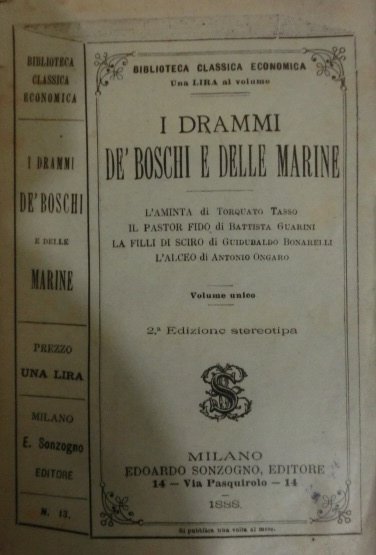 BIBLIOTECA
CLASSICA
ECONOMICA
I DRAMMI
DE' BOSCHI
E DELLE
MARINE
PREZZO
UNA LIRA
MILANO
E. Sonzogno
EDITORE
N. 13.
BIBLIOTECA CLASSICA ECONOMICA
Una LIRA al volume
I DRAMMI
DE' BOSCHI E DELLE MARINE
L'AMINTA di TORQUATO TASSO
IL PASTOR FIDO di BATTISTA GUARINI
LA FILLI DI SCIRO di GUIDUBALDO BONARELLI
L'ALCEO di ANTONIO ONGARO
Volume unico
2.ª Edizione stereotipa
MILANO
EDOARDO SONZOGNO, EDITORE
14 — Via Pasquirolo — 14
1888.
Si pubblica una volta al mese.